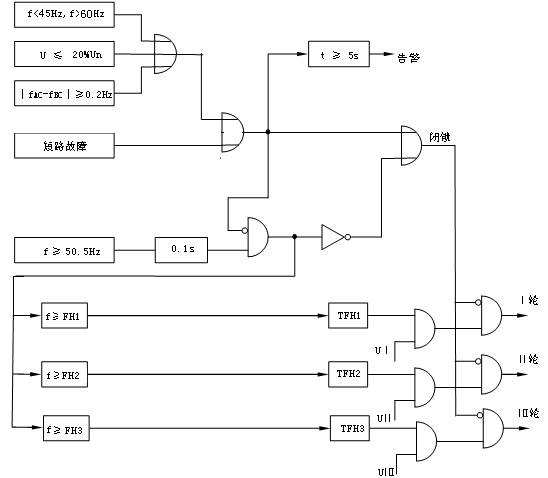 f<45Hz, f>60Hz
U ≤ 20%Un
|fAC-fBC|≥0.2Hz
t ≥ 5s
告警
短路故障
闭锁
f ≥ 50.5Hz
0.1s
f≥FH1
TFH1
UI
I轮
f≥FH2
TFH2
UII
II轮
f≥FH3
TFH3
UIII
III轮